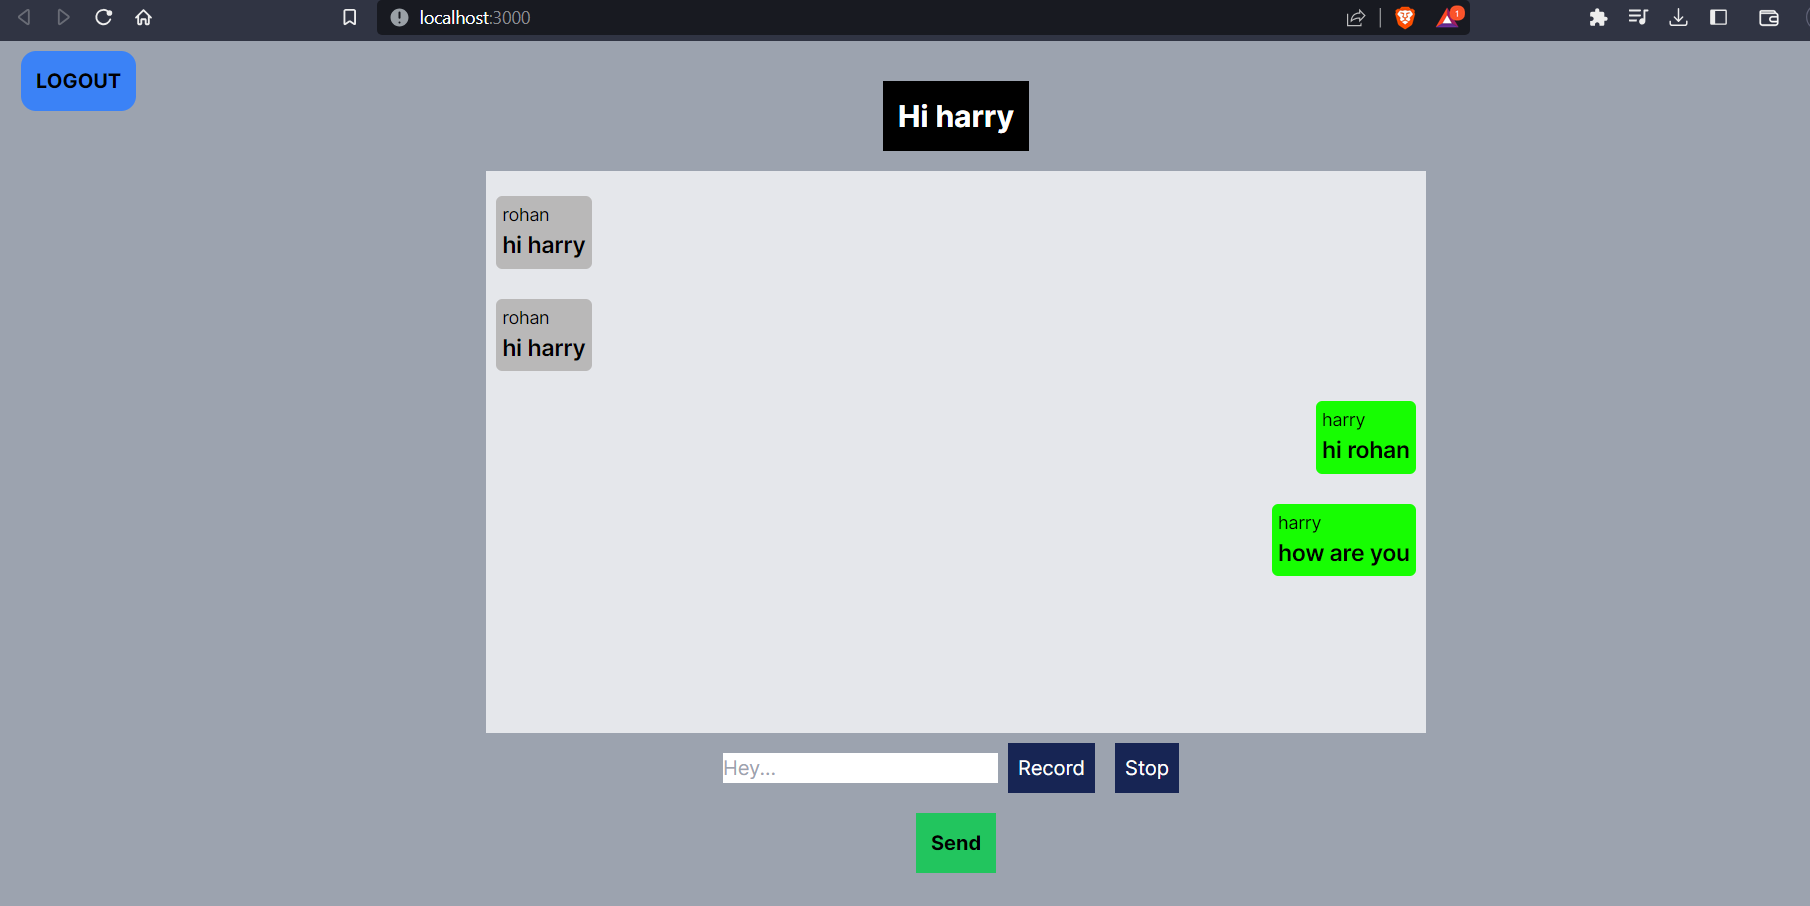 localhost:3000
1
LOGOUT
Hi harry
rohan
hi harry
rohan
hi harry
harry
hi rohan
harry
how are you
Hey...
Record
Stop
Send